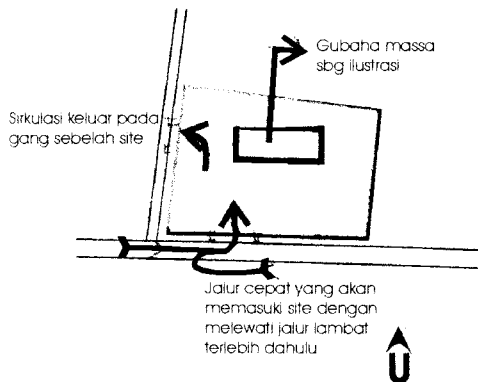 Gubaha massa
sbg ilustrasi
Sirkulasi keluar pada
gang sebelah site
Jalur cepat yang akan
memasuki site dengan
melewati jalur lambat
terlebih dahulu
U